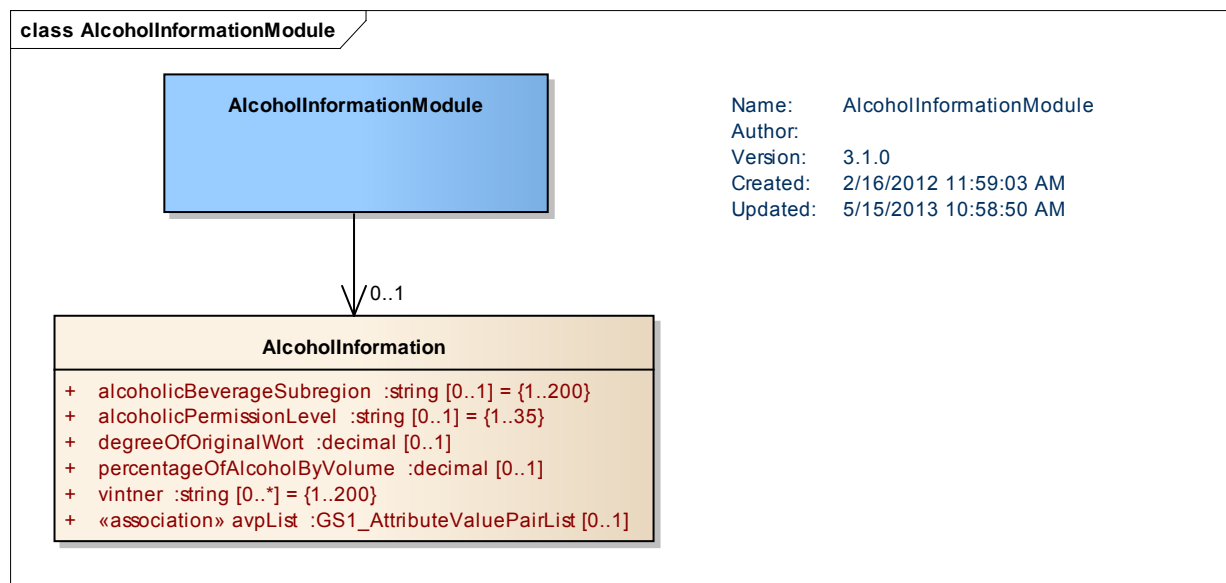 class AlcoholInformationModule
AlcoholInformationModule
Name: AlcoholInformationModule
Author:
Version: 3.1.0
Created: 2/16/2012 11:59:03 AM
Updated: 5/15/2013 10:58:50 AM
0..1
AlcoholInformation
+ alcoholicBeverageSubregion :string [0..1] = {1..200}
+ alcoholicPermissionLevel :string [0..1] = {1..35}
+ degreeOfOriginalWort :decimal [0..1]
+ percentageOfAlcoholByVolume :decimal [0..1]
+ vintner :string [0..*] = {1..200}
+ «association» avpList :GS1_AttributeValuePairList [0..1]